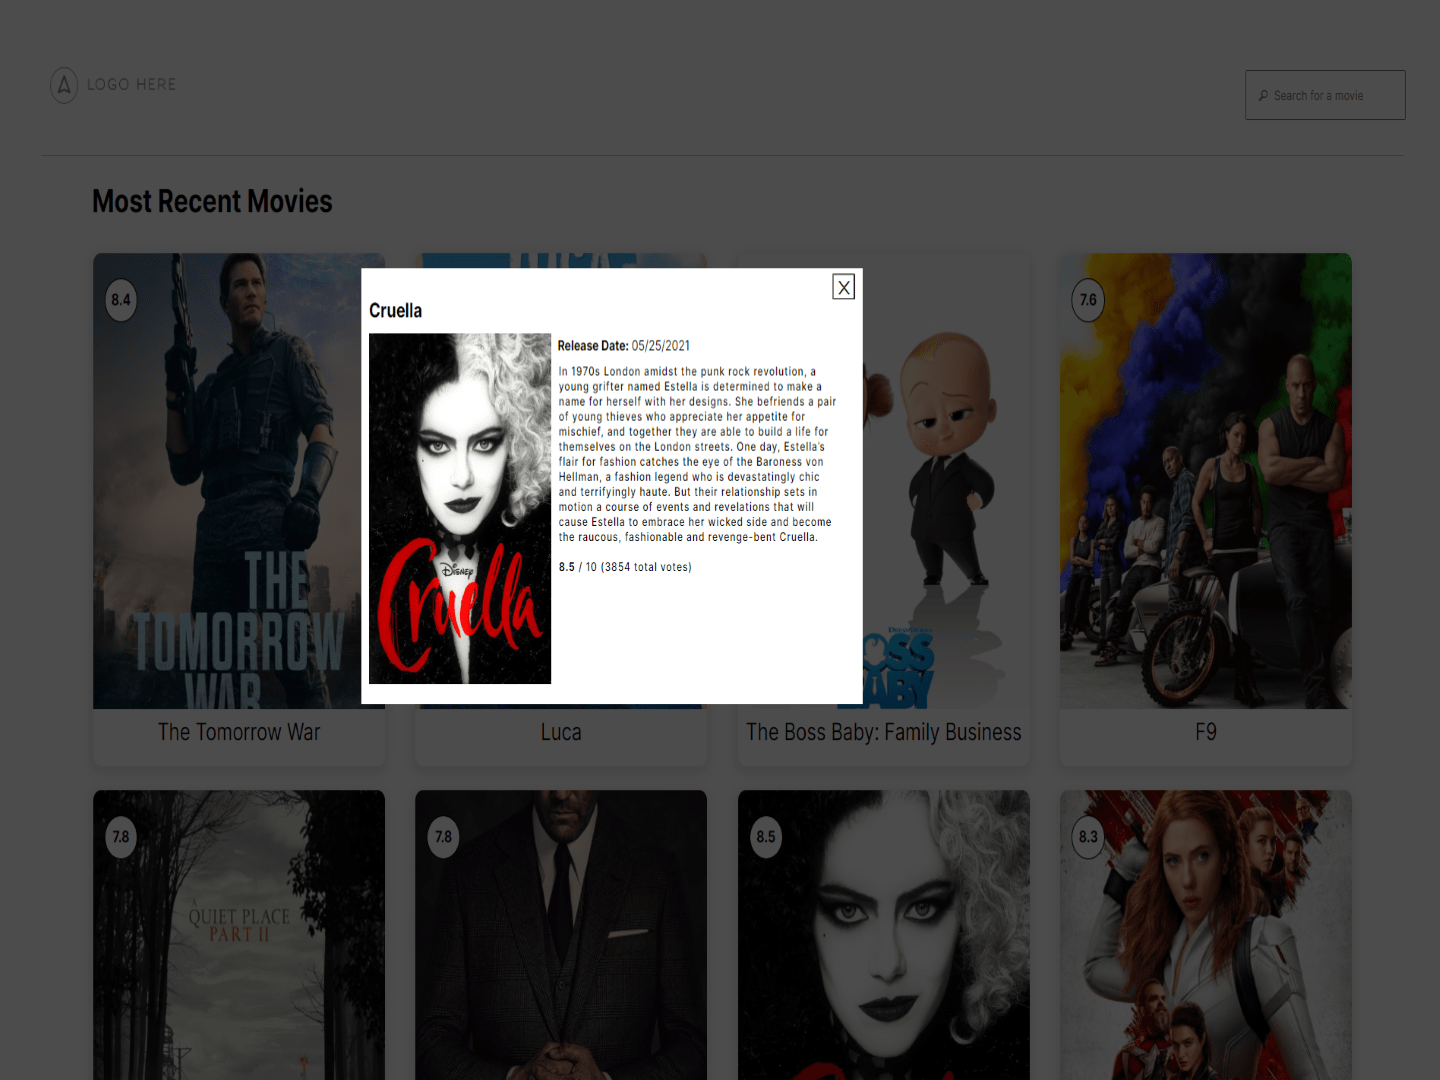 LOGO HERE
Search for a movie
Most Recent Movies
8.4
7.6
X
Cruella
Release Date: 05/25/2021
In 1970s London amidst the punk rock revolution, a
young grifter named Estella is determined to make a
name for herself with her designs. She befriends a pair
of young thieves who appreciate her appetite for
mischief, and together they are able to build a life for
themselves on the London streets. One day, Estella's
flair for fashion catches the eye of the Baroness von
Hellman, a fashion legend who is devastatingly chic
and terrifyingly haute. But their relationship sets in
motion a course of events and revelations that will
cause Estella to embrace her wicked side and become
the raucous, fashionable and revenge-bent Cruella.
8.5 / 10 (3854 total votes)
Disney
Cruella
THE
TOMORROW
WAR
The Tomorrow War
Luca
The Boss Baby: Family Business
F9
7.8
7.8
8.5
8.3
A
QUIET PLACE
PART II